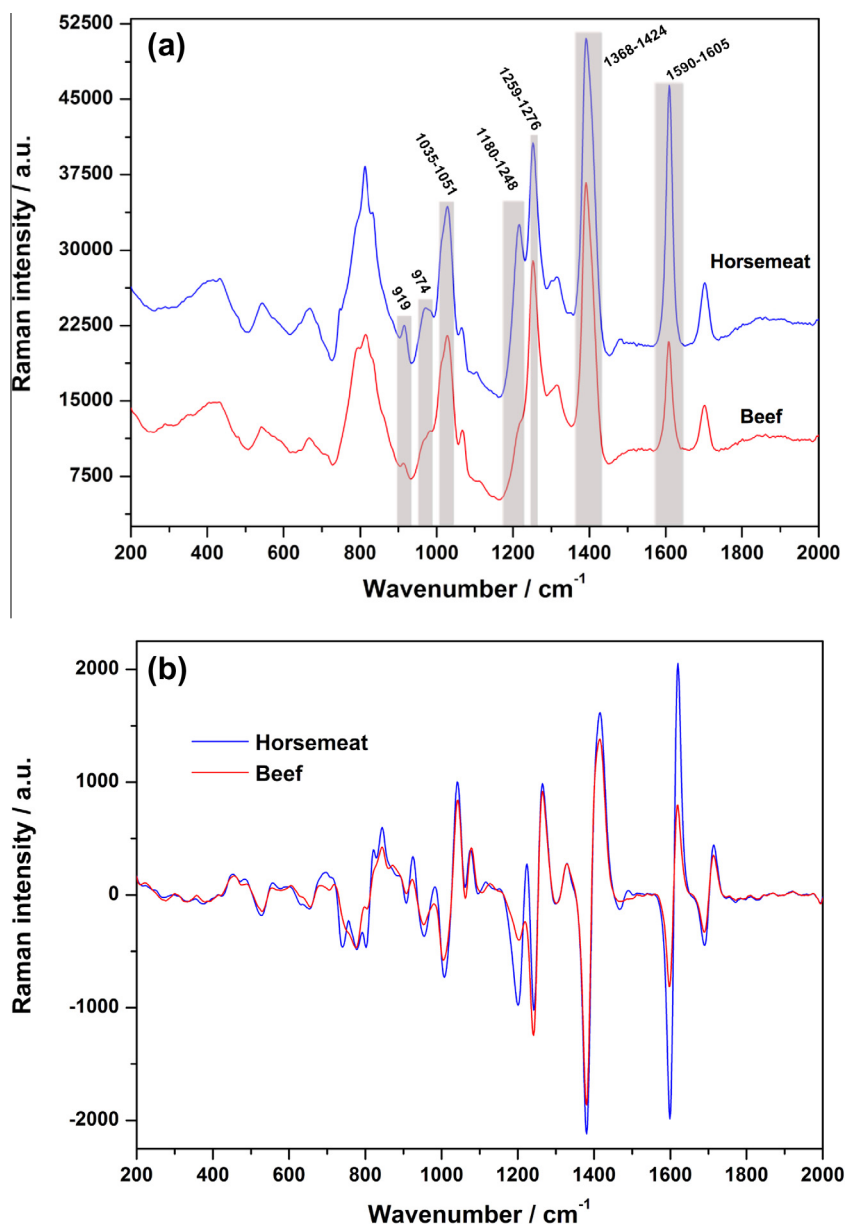 (a)
52500
45000
37500
30000
22500
15000
7500
Raman intensity / a.u.
919
974
1035-1051
1180-1248
1259-1276
1368-1424
1590-1605
Horsemeat
Beef
200 400 600 800 1000 1200 1400 1600 1800 2000
Wavenumber / cm⁻¹
(b)
2000
1000
0
-1000
-2000
Raman intensity / a.u.
Horsemeat
Beef
200 400 600 800 1000 1200 1400 1600 1800 2000
Wavenumber / cm⁻¹